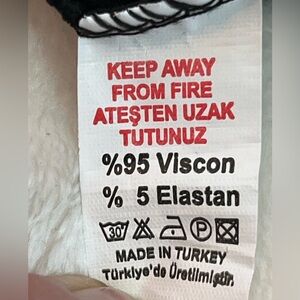 KEEP AWAY
FROM FIRE
ATEŞTEN UZAK
TUTUNUZ
%95 Viscon
% 5 Elastan
30° P
MADE IN TURKEY
Türkiye'de Üretilmiştir.